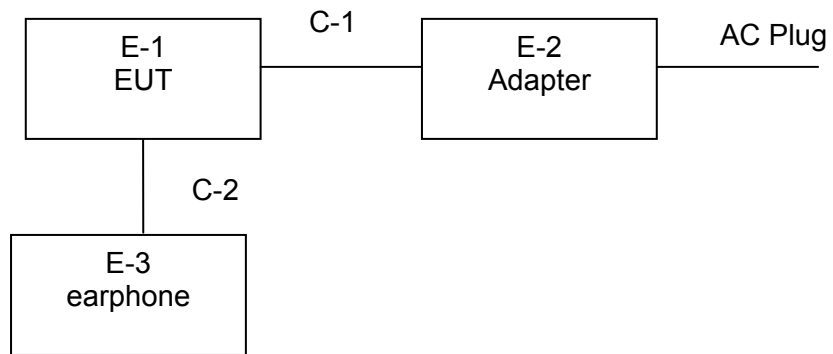 C-1
E-1
EUT
E-2
Adapter
AC Plug
C-2
E-3
earphone